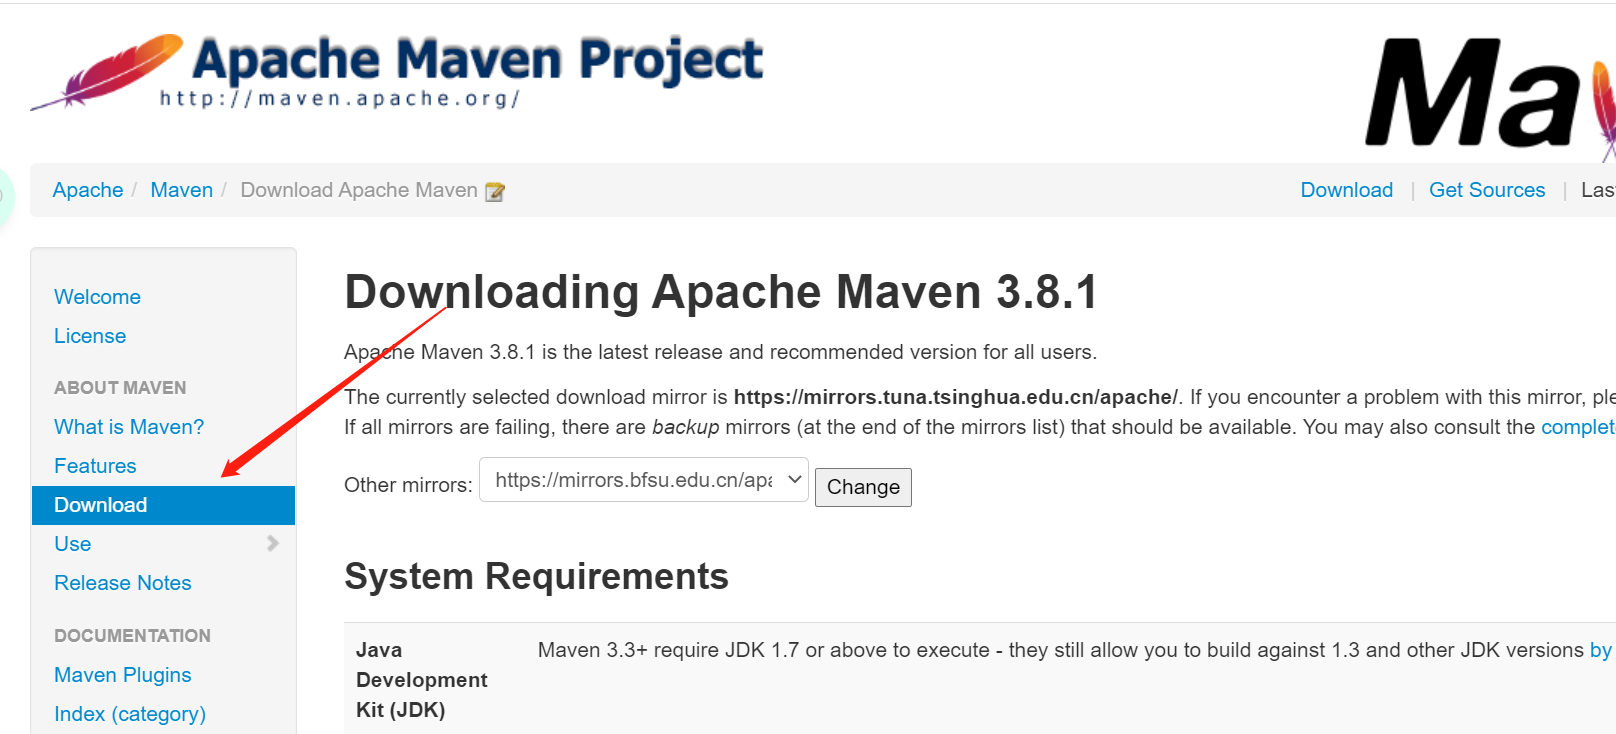 Apache Maven Project
http://maven.apache.org/
Ma
Apache / Maven / Download Apache Maven
Download | Get Sources | Las
Welcome
License
ABOUT MAVEN
What is Maven?
Features
Download
Use
Release Notes
DOCUMENTATION
Maven Plugins
Index (category)
Downloading Apache Maven 3.8.1
Apache Maven 3.8.1 is the latest release and recommended version for all users.
The currently selected download mirror is https://mirrors.tuna.tsinghua.edu.cn/apache/. If you encounter a problem with this mirror, ple
If all mirrors are failing, there are backup mirrors (at the end of the mirrors list) that should be available. You may also consult the complet
Other mirrors: https://mirrors.bfsu.edu.cn/apa Change
System Requirements
Java
Development
Kit (JDK)
Maven 3.3+ require JDK 1.7 or above to execute - they still allow you to build against 1.3 and other JDK versions by